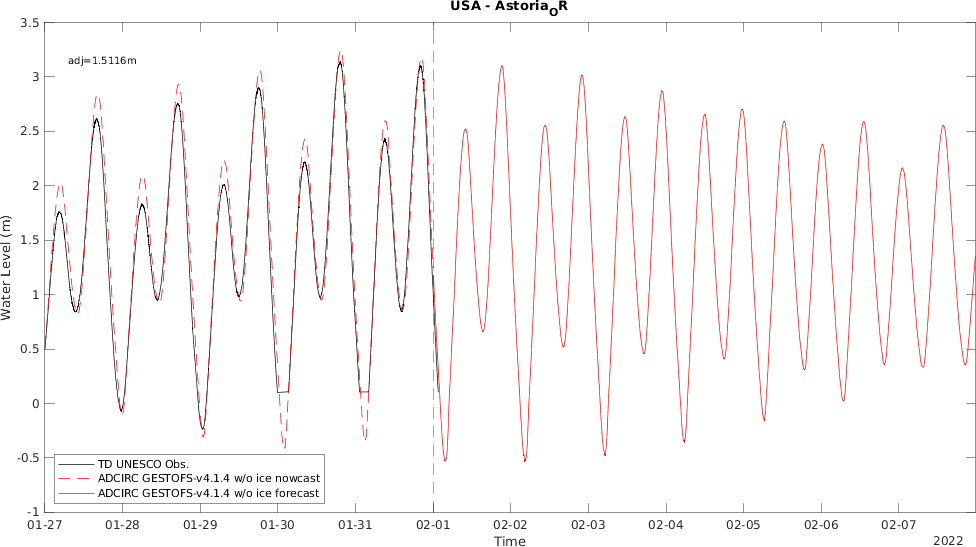 USA - Astoria_OR
3.5
adj=1.5116m
3
2.5
2
1.5
1
0.5
0
-0.5
-1
Water Level (m)
TD UNESCO Obs.
ADCIRC GESTOFS-v4.1.4 w/o ice nowcast
ADCIRC GESTOFS-v4.1.4 w/o ice forecast
01-27 01-28 01-29 01-30 01-31 02-01 02-02 02-03 02-04 02-05 02-06 02-07
Time
2022